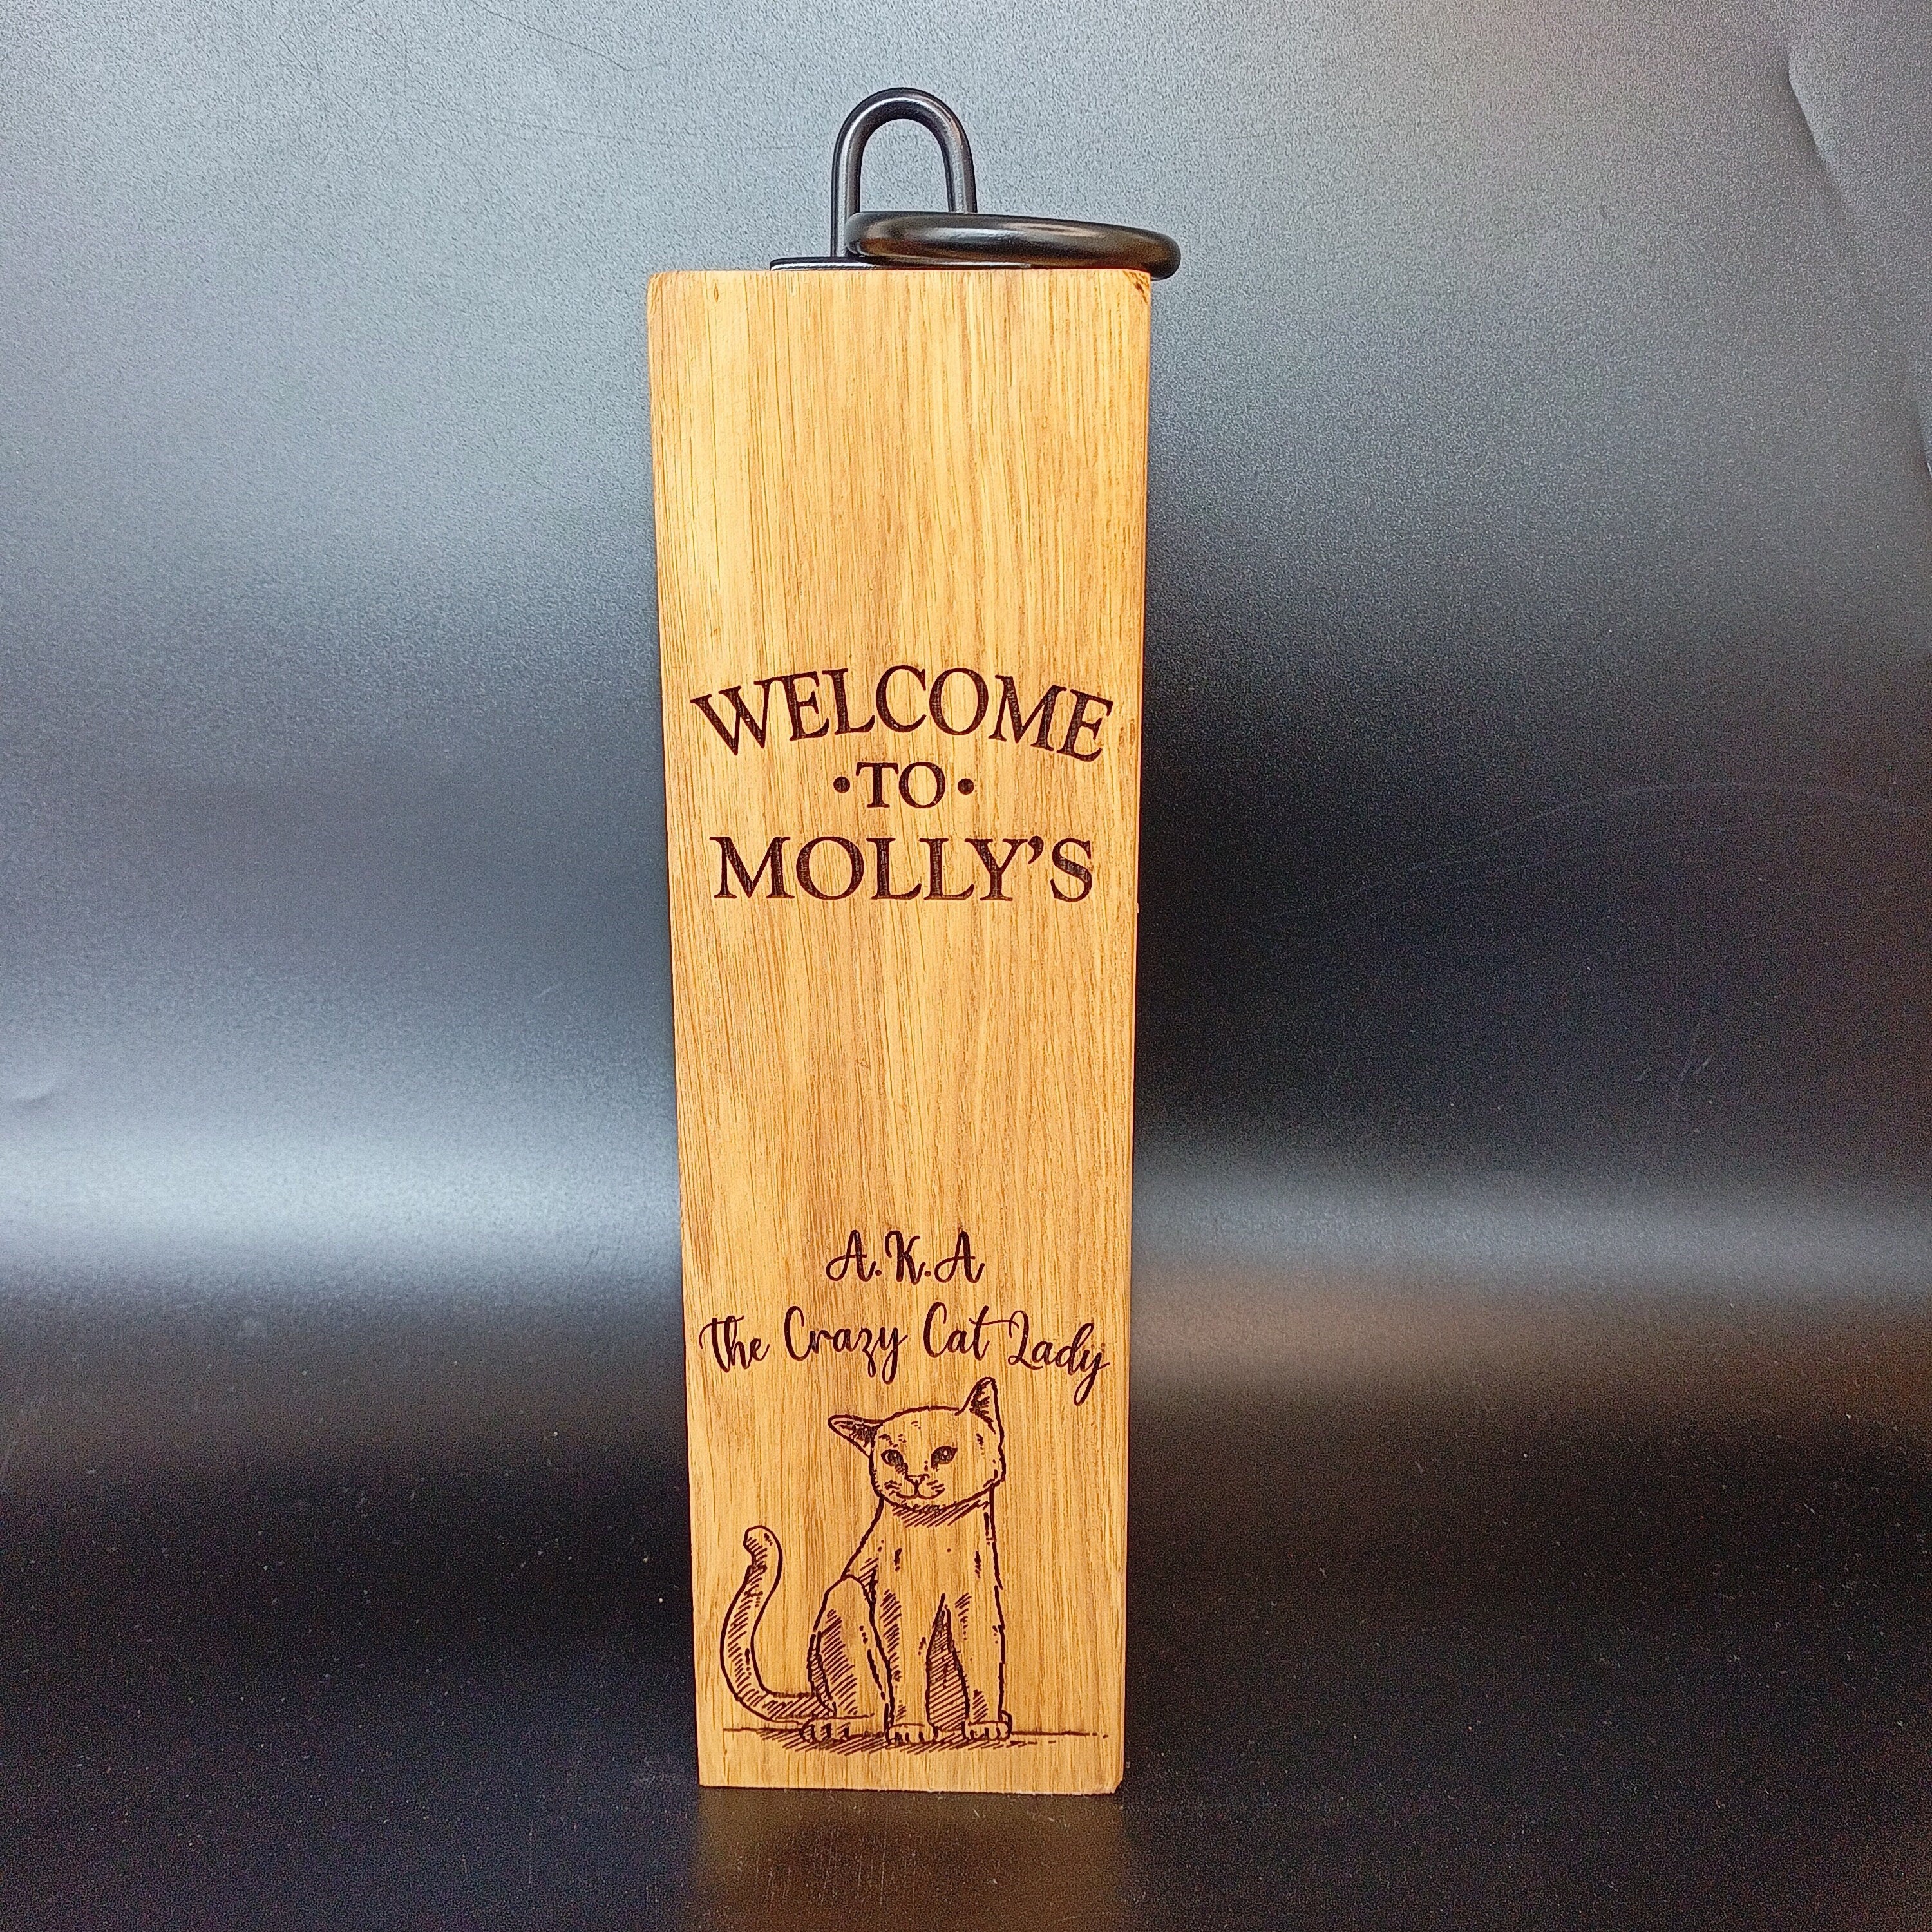 WELCOME
•TO•
MOLLY'S
A.K.A
The Crazy Cat Lady